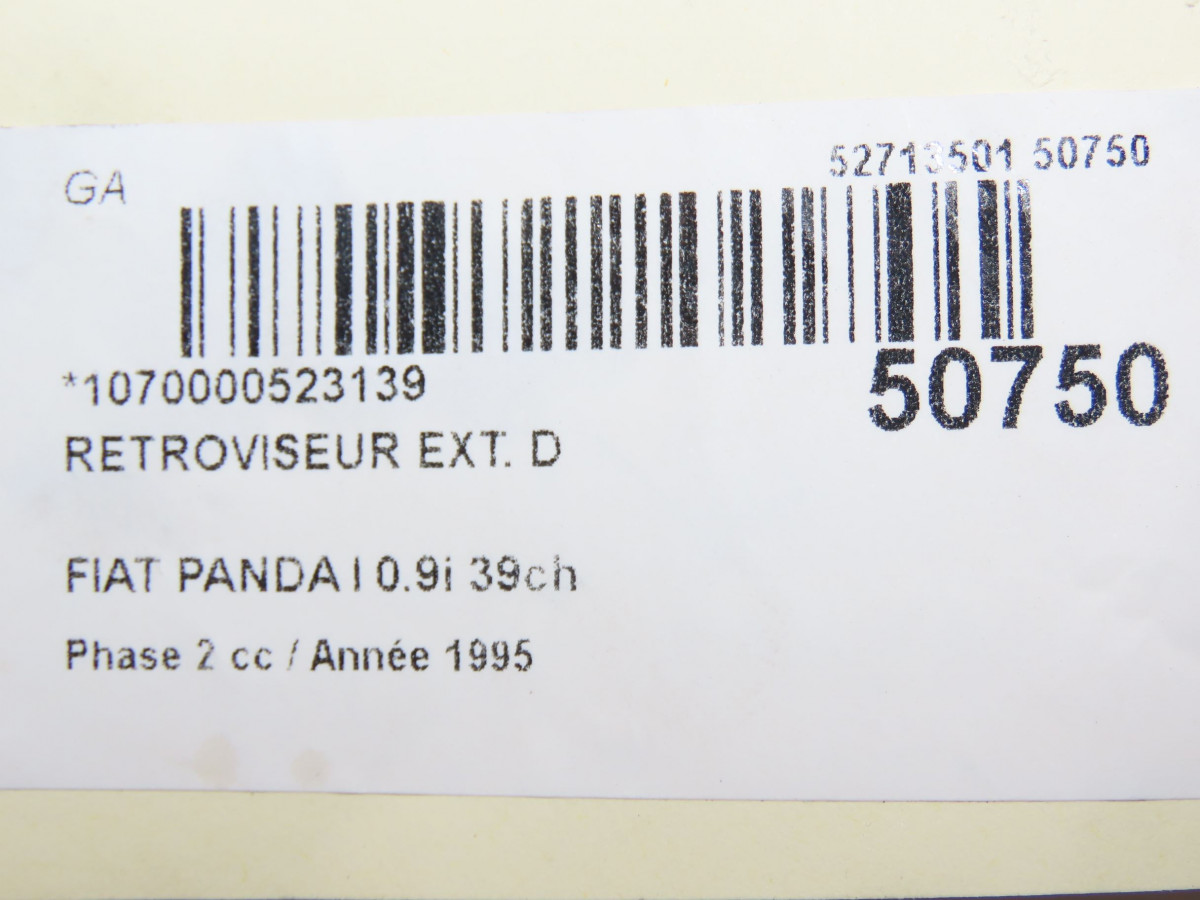 GA
52713501 50750
50750
*1070000523139
RETROVISEUR EXT. D
FIAT PANDA I 0.9i 39ch
Phase 2 cc / Année 1995